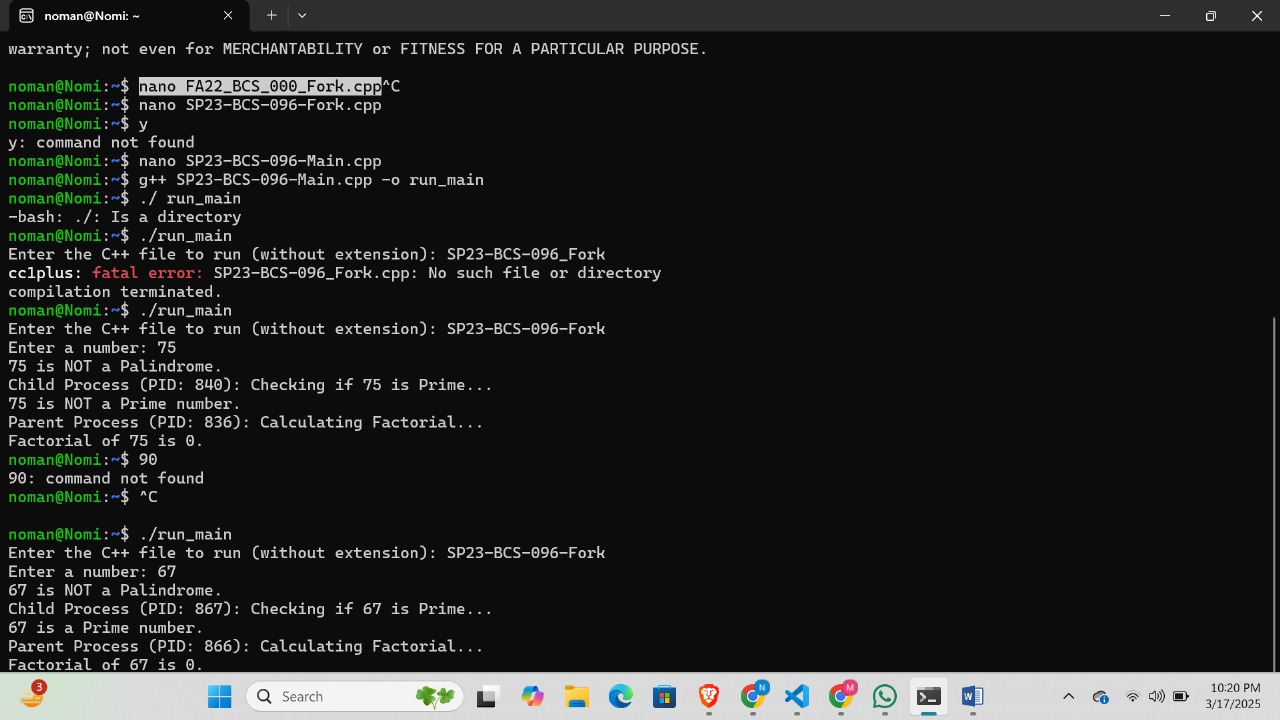 noman@Nomi: ~
warranty; not even for MERCHANTABILITY or FITNESS FOR A PARTICULAR PURPOSE.
noman@Nomi:~$ nano FA22_BCS_000_Fork.cpp^C
noman@Nomi:~$ nano SP23-BCS-096-Fork.cpp
noman@Nomi:~$ y
y: command not found
noman@Nomi:~$ nano SP23-BCS-096-Main.cpp
noman@Nomi:~$ g++ SP23-BCS-096-Main.cpp -o run_main
noman@Nomi:~$ ./ run_main
-bash: ./: Is a directory
noman@Nomi:~$ ./run_main
Enter the C++ file to run (without extension): SP23-BCS-096_Fork
cc1plus: fatal error: SP23-BCS-096_Fork.cpp: No such file or directory
compilation terminated.
noman@Nomi:~$ ./run_main
Enter the C++ file to run (without extension): SP23-BCS-096-Fork
Enter a number: 75
75 is NOT a Palindrome.
Child Process (PID: 840): Checking if 75 is Prime...
75 is NOT a Prime number.
Parent Process (PID: 836): Calculating Factorial...
Factorial of 75 is 0.
noman@Nomi:~$ 90
90: command not found
noman@Nomi:~$ ^C
noman@Nomi:~$ ./run_main
Enter the C++ file to run (without extension): SP23-BCS-096-Fork
Enter a number: 67
67 is NOT a Palindrome.
Child Process (PID: 867): Checking if 67 is Prime...
67 is a Prime number.
Parent Process (PID: 866): Calculating Factorial...
Factorial of 67 is 0.
3
Search
N
M
10:20 PM
3/17/2025